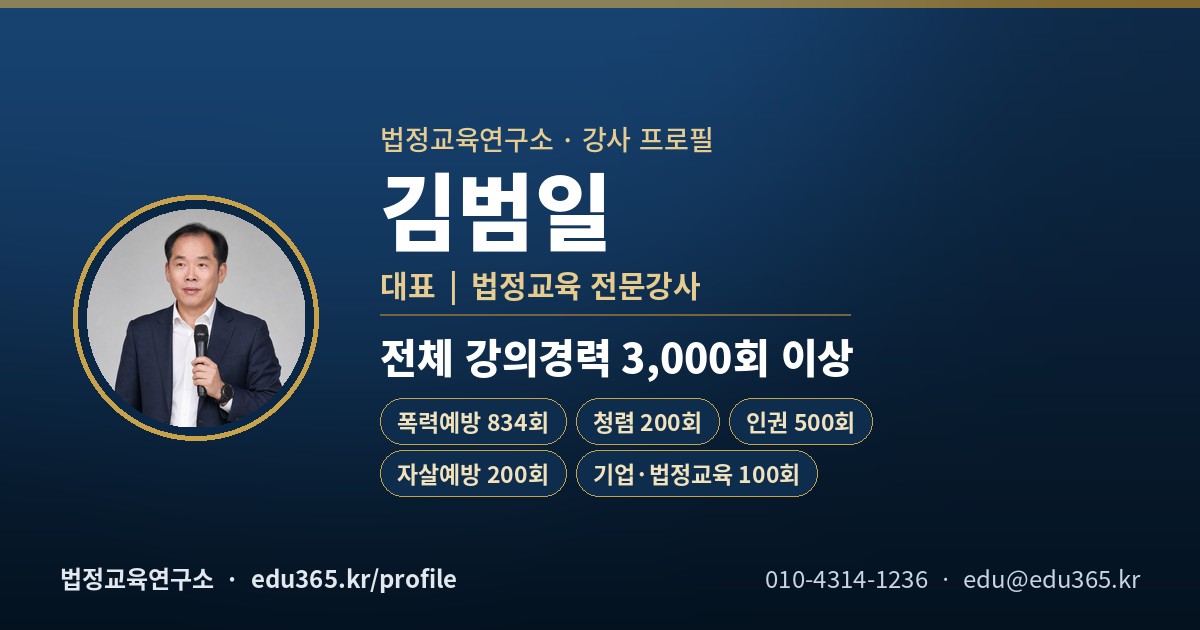 법정교육연구소 · 강사 프로필
김범일
대표 | 법정교육 전문강사
전체 강의경력 3,000회 이상
폭력예방 834회 청렴 200회 인권 500회
자살예방 200회 기업·법정교육 100회
법정교육연구소 · edu365.kr/profile 010-4314-1236 · edu@edu365.kr